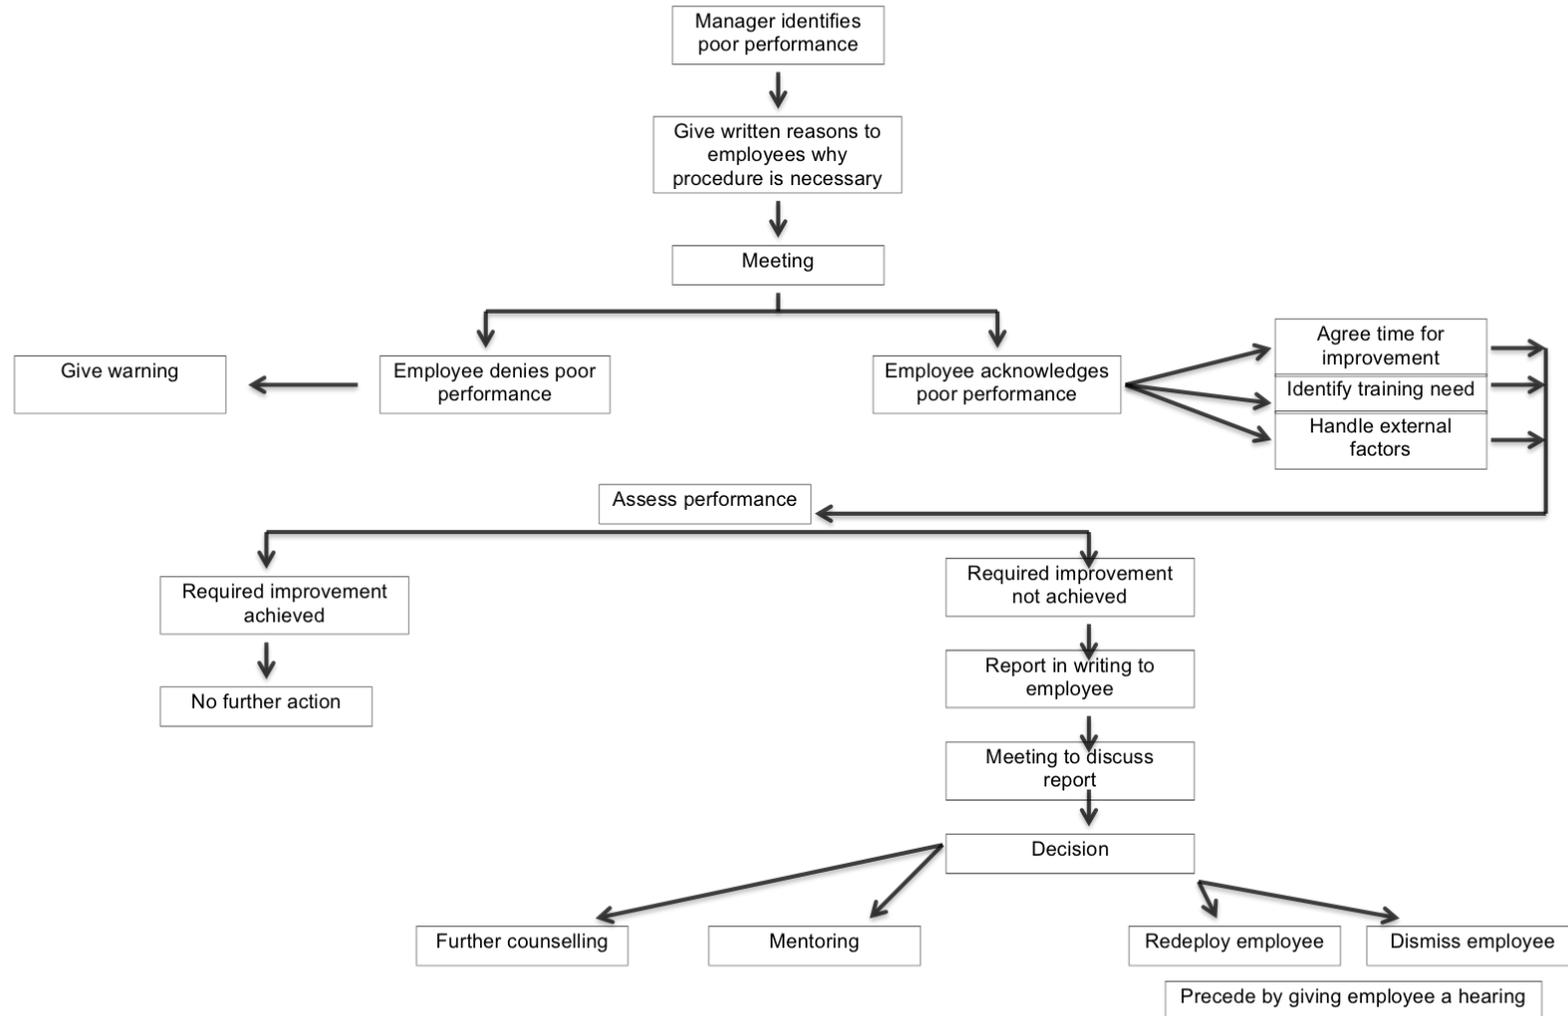 Manager identifies
poor performance
Give written reasons to
employees why
procedure is necessary
Meeting
Give warning
Employee denies poor
performance
Employee acknowledges
poor performance
Agree time for
improvement
Identify training need
Handle external
factors
Assess performance
Required improvement
achieved
No further action
Required improvement
not achieved
Report in writing to
employee
Meeting to discuss
report
Decision
Further counselling
Mentoring
Redeploy employee
Dismiss employee
Precede by giving employee a hearing